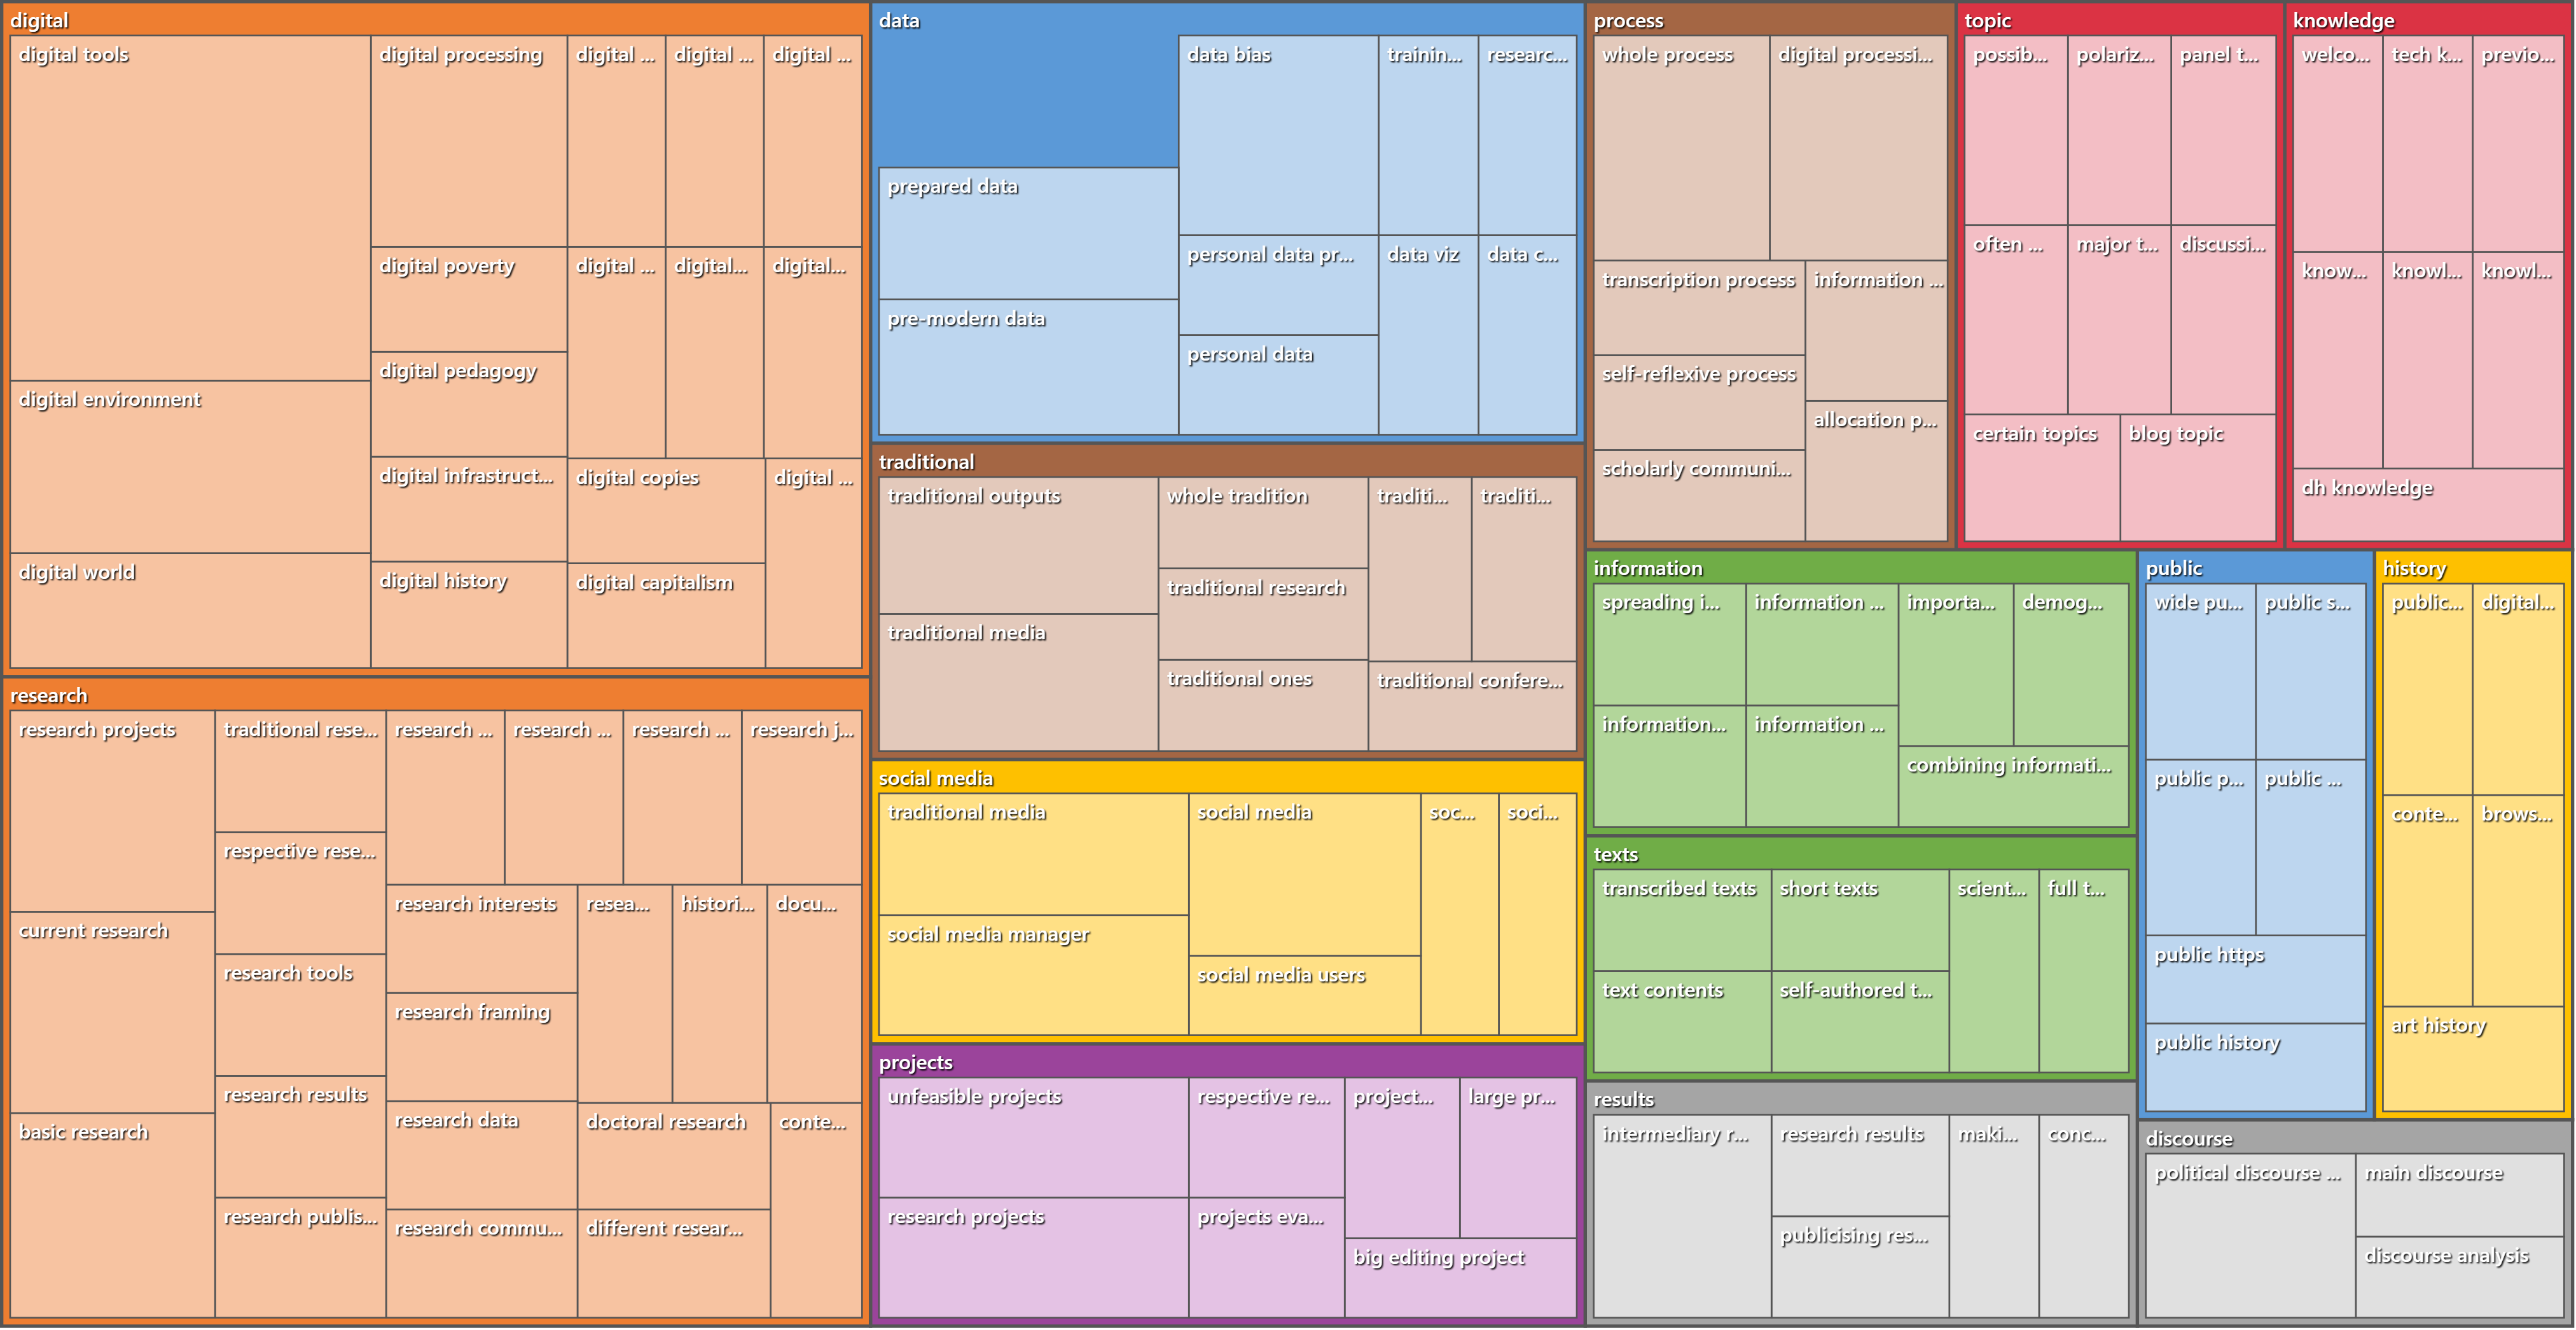 digital
digital tools
digital environment
digital world
digital processing
digital poverty
digital pedagogy
digital infrastruct...
digital history
digital ...
digital ...
digital ...
digital ...
digital...
digital...
digital copies
digital capitalism
digital ...
research
research projects
current research
basic research
traditional rese...
respective rese...
research tools
research results
research publis...
research ...
research ...
research ...
research j...
research interests
research framing
research data
research commu...
resea...
histori...
docu...
doctoral research
different resear...
conte...
data
prepared data
pre-modern data
data bias
personal data pr...
personal data
trainin...
researc...
data viz
data c...
traditional
traditional outputs
traditional media
whole tradition
traditional research
traditional ones
traditi...
traditi...
traditional confere...
social media
traditional media
social media manager
social media
social media users
soc...
soci...
projects
unfeasible projects
research projects
respective re...
projects eva...
project...
large pr...
big editing project
process
whole process
digital processi...
transcription process
self-reflexive process
scholarly communi...
information ...
allocation p...
topic
possib...
polariz...
panel t...
often ...
major t...
discussi...
certain topics
blog topic
knowledge
welco...
tech k...
previo...
know...
knowl...
knowl...
dh knowledge
information
spreading i...
information ...
information...
information ...
importa...
demog...
combining informati...
texts
transcribed texts
short texts
text contents
self-authored t...
scient...
full t...
results
intermediary r...
research results
publicising res...
maki...
conc...
public
wide pu...
public s...
public p...
public ...
public https
public history
history
public...
digital...
conte...
brows...
art history
discourse
political discourse ...
main discourse
discourse analysis